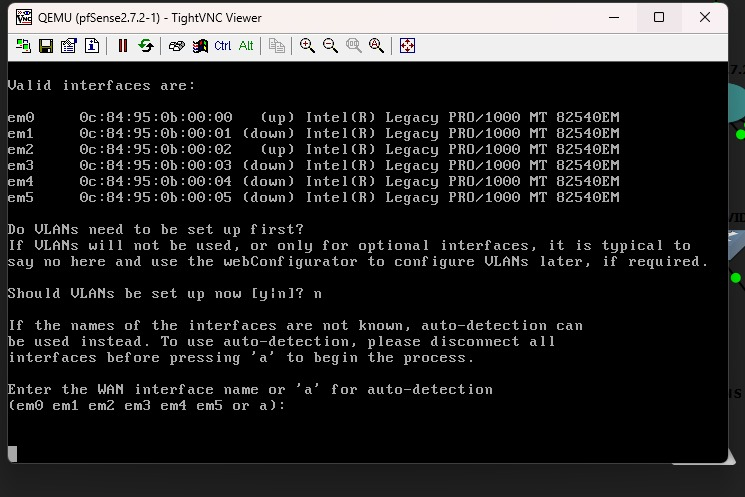 QEMU (pfSense2.7.2-1) - TightVNC Viewer
Ctrl Alt
Valid interfaces are:
em0 0c:84:95:0b:00:00 (up) Intel(R) Legacy PRO/1000 MT 82540EM
em1 0c:84:95:0b:00:01 (down) Intel(R) Legacy PRO/1000 MT 82540EM
em2 0c:84:95:0b:00:02 (up) Intel(R) Legacy PRO/1000 MT 82540EM
em3 0c:84:95:0b:00:03 (down) Intel(R) Legacy PRO/1000 MT 82540EM
em4 0c:84:95:0b:00:04 (down) Intel(R) Legacy PRO/1000 MT 82540EM
em5 0c:84:95:0b:00:05 (down) Intel(R) Legacy PRO/1000 MT 82540EM
Do VLANs need to be set up first?
If VLANs will not be used, or only for optional interfaces, it is typical to
say no here and use the webConfigurator to configure VLANs later, if required.
Should VLANs be set up now [y|n]? n
If the names of the interfaces are not known, auto-detection can
be used instead. To use auto-detection, please disconnect all
interfaces before pressing 'a' to begin the process.
Enter the WAN interface name or 'a' for auto-detection
(em0 em1 em2 em3 em4 em5 or a):